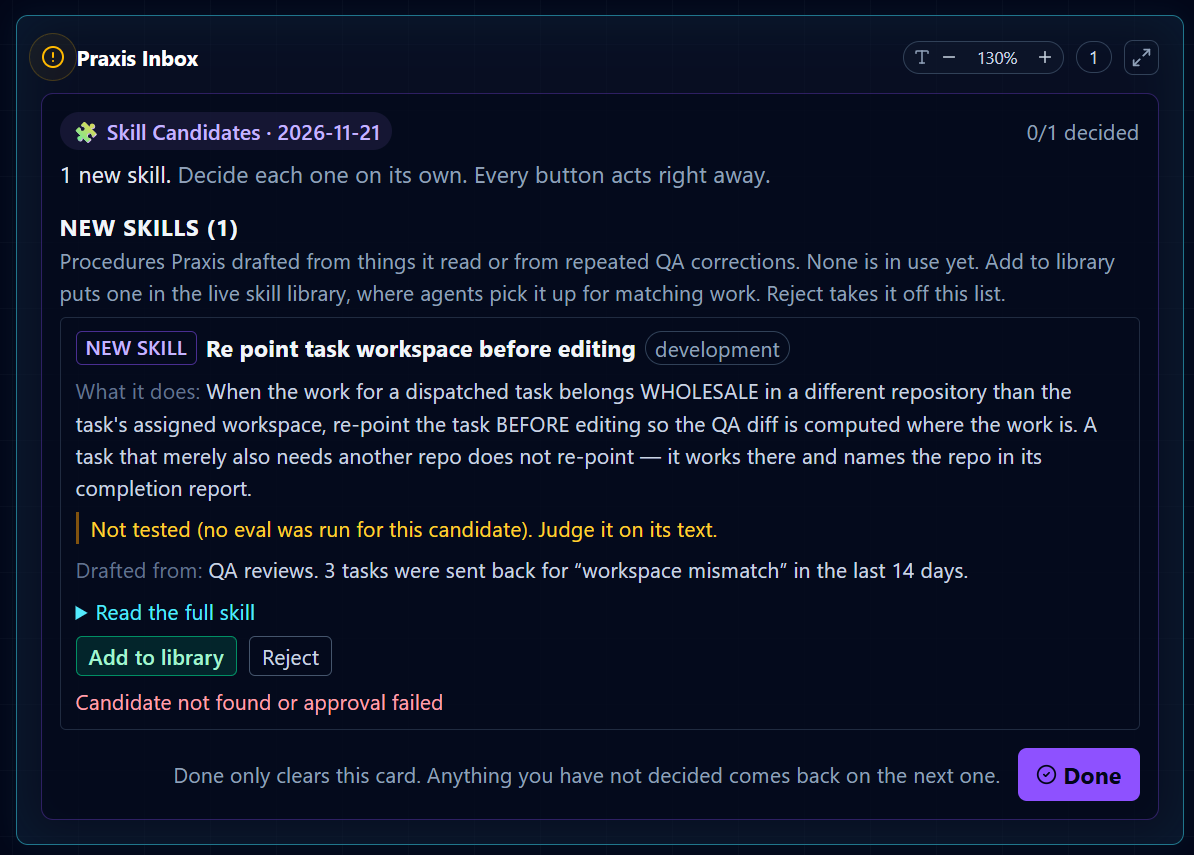 Praxis Inbox
T − 130% + 1
Skill Candidates · 2026-11-21
0/1 decided
1 new skill. Decide each one on its own. Every button acts right away.
NEW SKILLS (1)
Procedures Praxis drafted from things it read or from repeated QA corrections. None is in use yet. Add to library
puts one in the live skill library, where agents pick it up for matching work. Reject takes it off this list.
NEW SKILL Re point task workspace before editing development
What it does: When the work for a dispatched task belongs WHOLESALE in a different repository than the
task's assigned workspace, re-point the task BEFORE editing so the QA diff is computed where the work is. A
task that merely also needs another repo does not re-point — it works there and names the repo in its
completion report.
Not tested (no eval was run for this candidate). Judge it on its text.
Drafted from: QA reviews. 3 tasks were sent back for “workspace mismatch” in the last 14 days.
Read the full skill
Add to library Reject
Candidate not found or approval failed
Done only clears this card. Anything you have not decided comes back on the next one.
Done